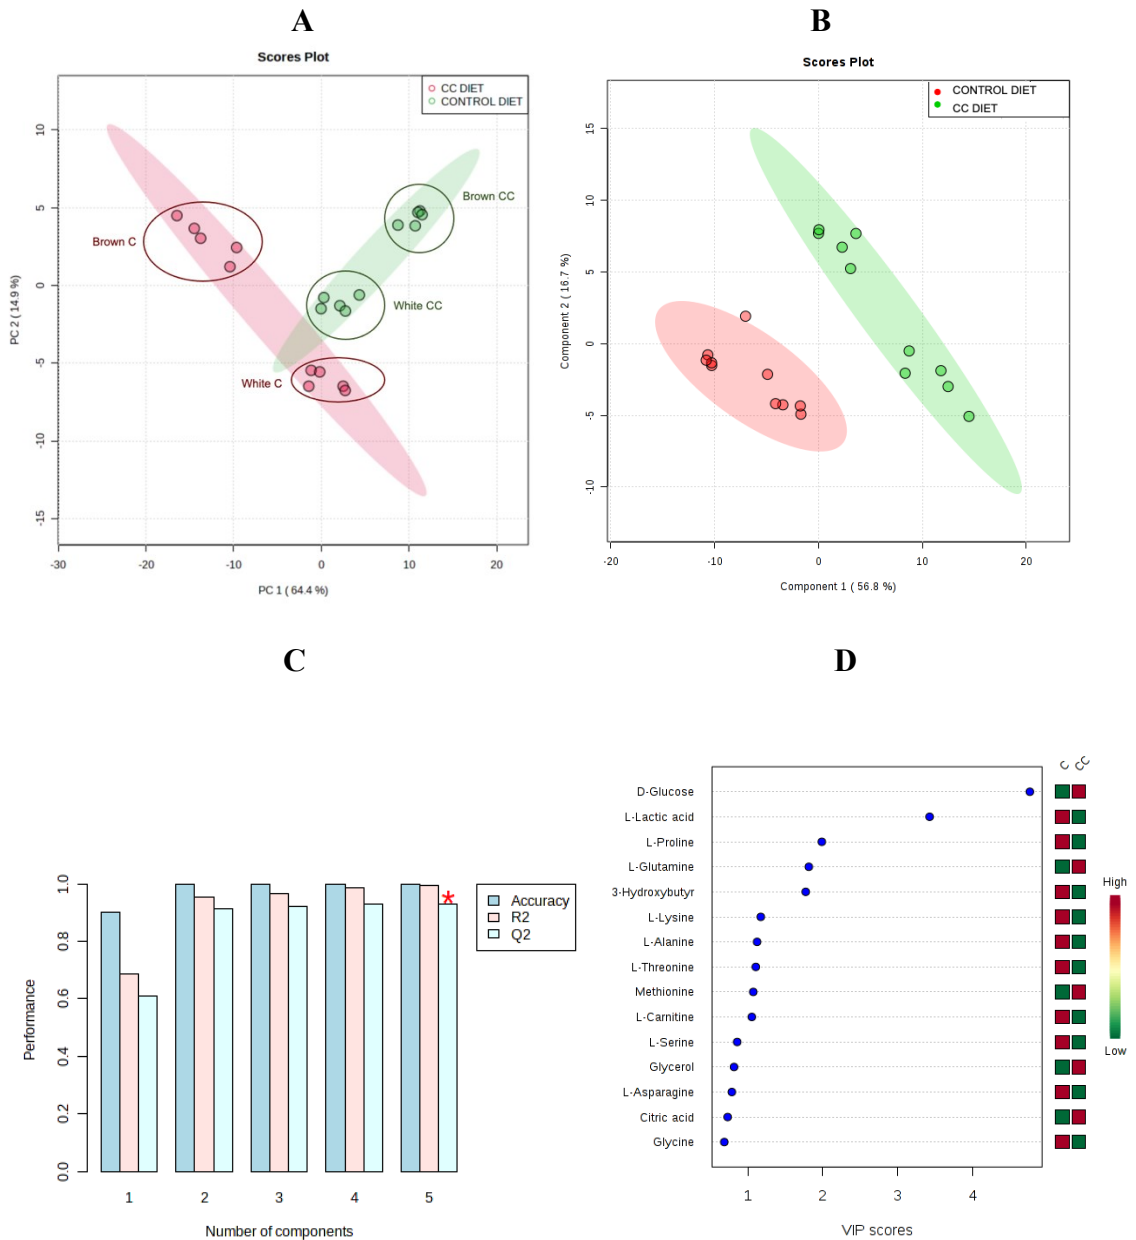 A
Scores Plot
CC DIET
CONTROL DIET
Brown CC
Brown C
White CC
White C
PC 2 ( 14.9 %)
10
5
0
-5
-10
-15
-30
-20
-10
0
10
20
PC 1 ( 64.4 %)
B
Scores Plot
CONTROL DIET
CC DIET
Component 2 ( 16.7 %)
15
10
5
0
-5
-10
-20
-10
0
10
20
Component 1 ( 56.8 %)
C
Performance
1.0
0.8
0.6
0.4
0.2
0.0
*
Accuracy
R2
Q2
1
2
3
4
5
Number of components
D
C
CC
D-Glucose
L-Lactic acid
L-Proline
L-Glutamine
3-Hydroxybutyr
L-Lysine
L-Alanine
L-Threonine
Methionine
L-Carnitine
L-Serine
Glycerol
L-Asparagine
Citric acid
Glycine
High
Low
1
2
3
4
VIP scores